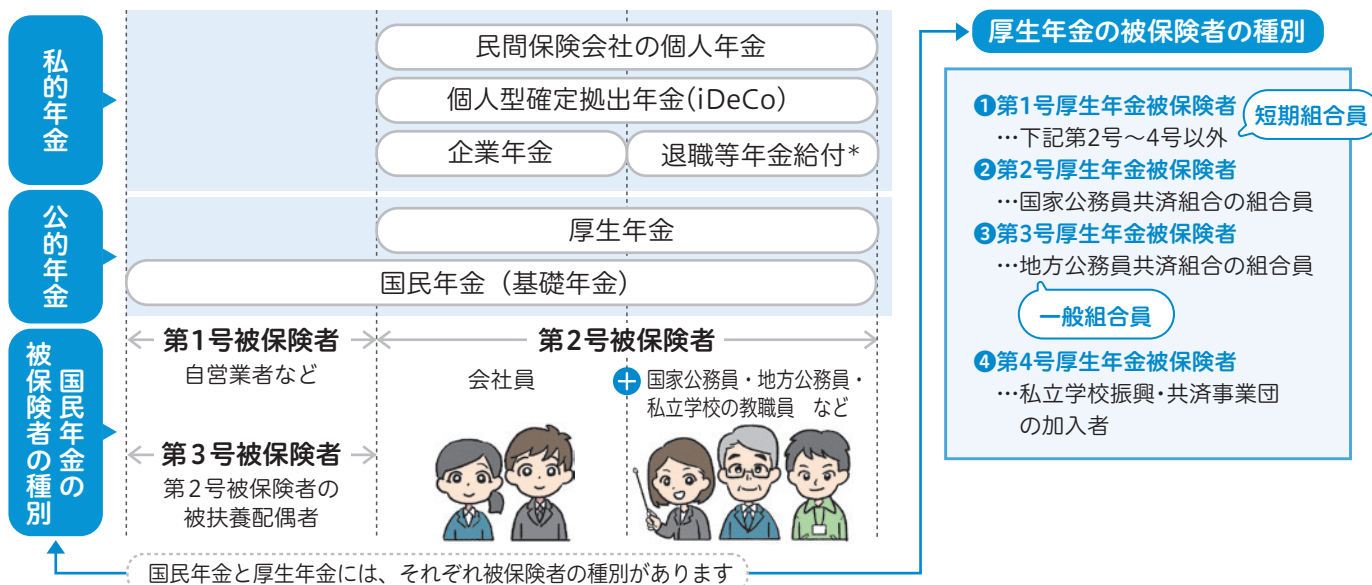 私的年金
民間保険会社の個人年金
個人型確定拠出年金(iDeCo)
企業年金
退職等年金給付*
公的年金
厚生年金
国民年金（基礎年金）
国民年金の
被保険者の種別
第1号被保険者
自営業者など
第3号被保険者
第2号被保険者の
被扶養配偶者
第2号被保険者
会社員
+
国家公務員・地方公務員・
私立学校の教職員　など
国民年金と厚生年金には、それぞれ被保険者の種別があります
厚生年金の被保険者の種別
❶第1号厚生年金被保険者
…下記第2号～4号以外
短期組合員
❷第2号厚生年金被保険者
…国家公務員共済組合の組合員
❸第3号厚生年金被保険者
…地方公務員共済組合の組合員
一般組合員
❹第4号厚生年金被保険者
…私立学校振興・共済事業団
の加入者